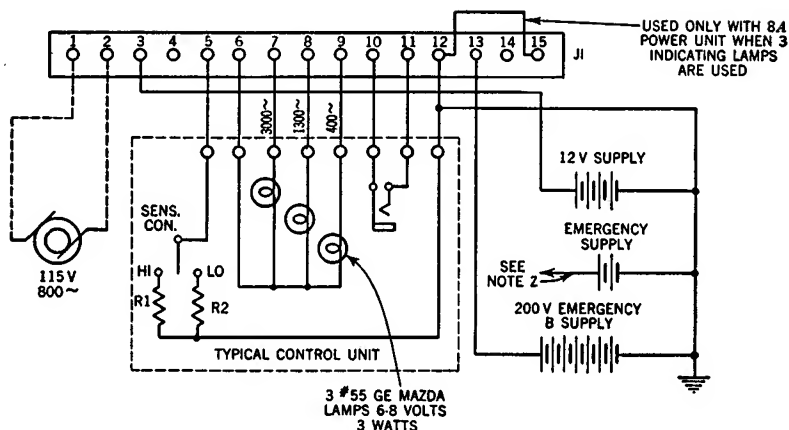 USED ONLY WITH 8A
POWER UNIT WHEN 3
INDICATING LAMPS
ARE USED
1 2 3 4 5 6 7 8 9 10 11 12 13 14 15
J1
3000~ 1300~ 400~
12 V SUPPLY
SENS.
CON.
EMERGENCY
SUPPLY
115 V
800~
HI LO
R1 R2
SEE
NOTE 2
200 V EMERGENCY
B SUPPLY
TYPICAL CONTROL UNIT
3 #55 GE MAZDA
LAMPS 6-8 VOLTS
3 WATTS